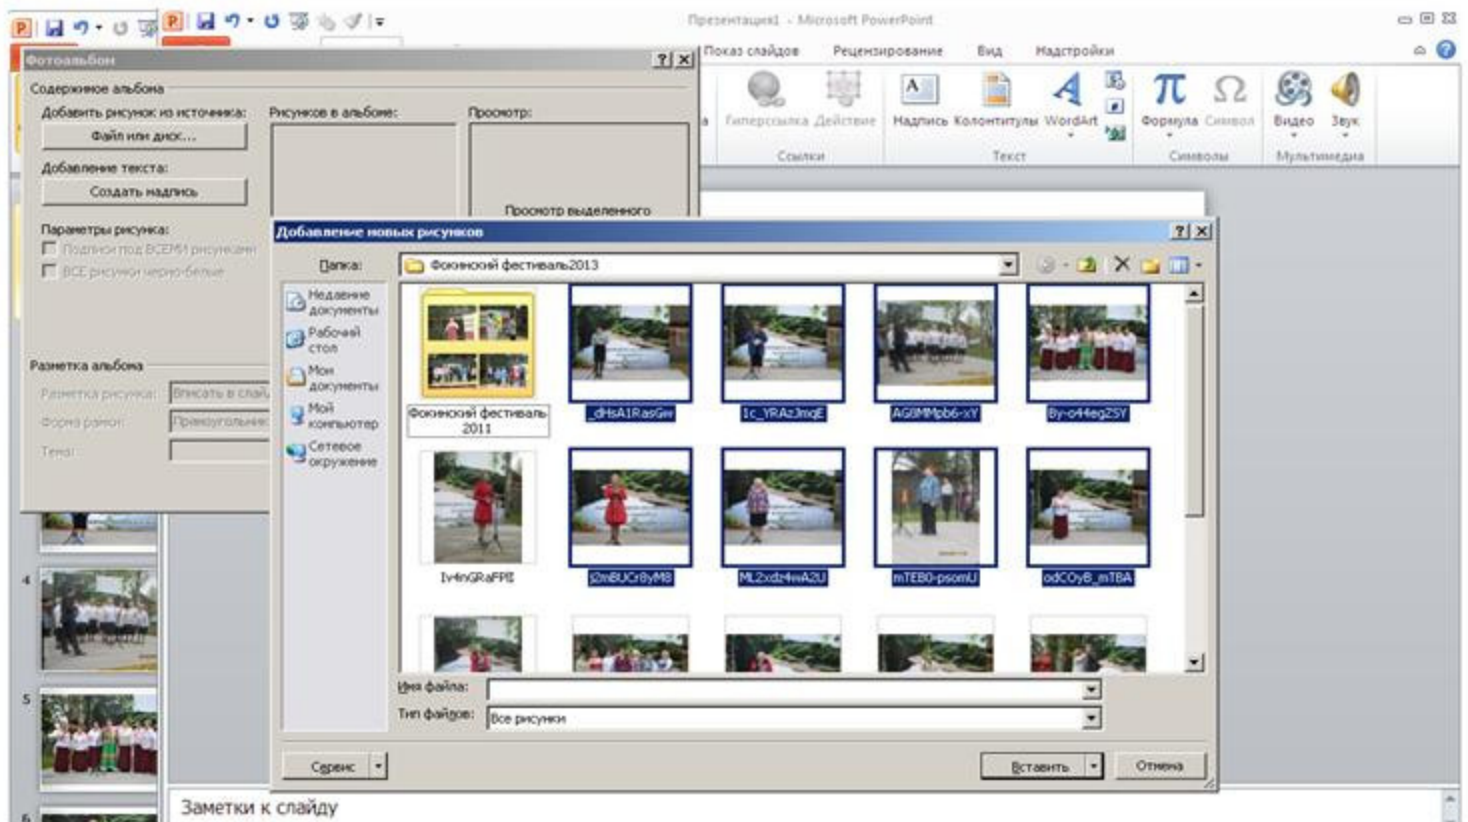 Презентация1 - Microsoft PowerPoint
Показ слайдов Рецензирование Вид Надстройки
Гиперссылка Действие Надпись Колонтитулы WordArt Формула Символ Видео Звук
Ссылки Текст Символы Мультимедиа
Фотоальбом
Содержимое альбома
Добавить рисунок из источника:
Файл или диск...
Добавление текста:
Создать надпись
Рисунков в альбоме:
Просмотр:
Просмотр выделенного
Параметры рисунка:
Подписи под ВСЕМИ рисунками
ВСЕ рисунки черно-белые
Разметка альбома
Разметка рисунка: Вписать в слай
Форма рамки: Прямоугольник
Тема:
Добавление новых рисунков
Папка: Фокинский фестиваль2013
Недавние документы
Рабочий стол
Мои документы
Мой компьютер
Сетевое окружение
Фокинский фестиваль 2011
_dHsA1RasGw 1c_YRAzJmqE AG8MMpb6-xY By-o44egZSY
Iv4nGRaFPlI j2mBUCr8yM8 ML2xdz4wA2U mTEB0-psomU odCOyB_mTBA
Имя файла:
Тип файлов: Все рисунки
Сервис Вставить Отмена
4
5
6
Заметки к слайду